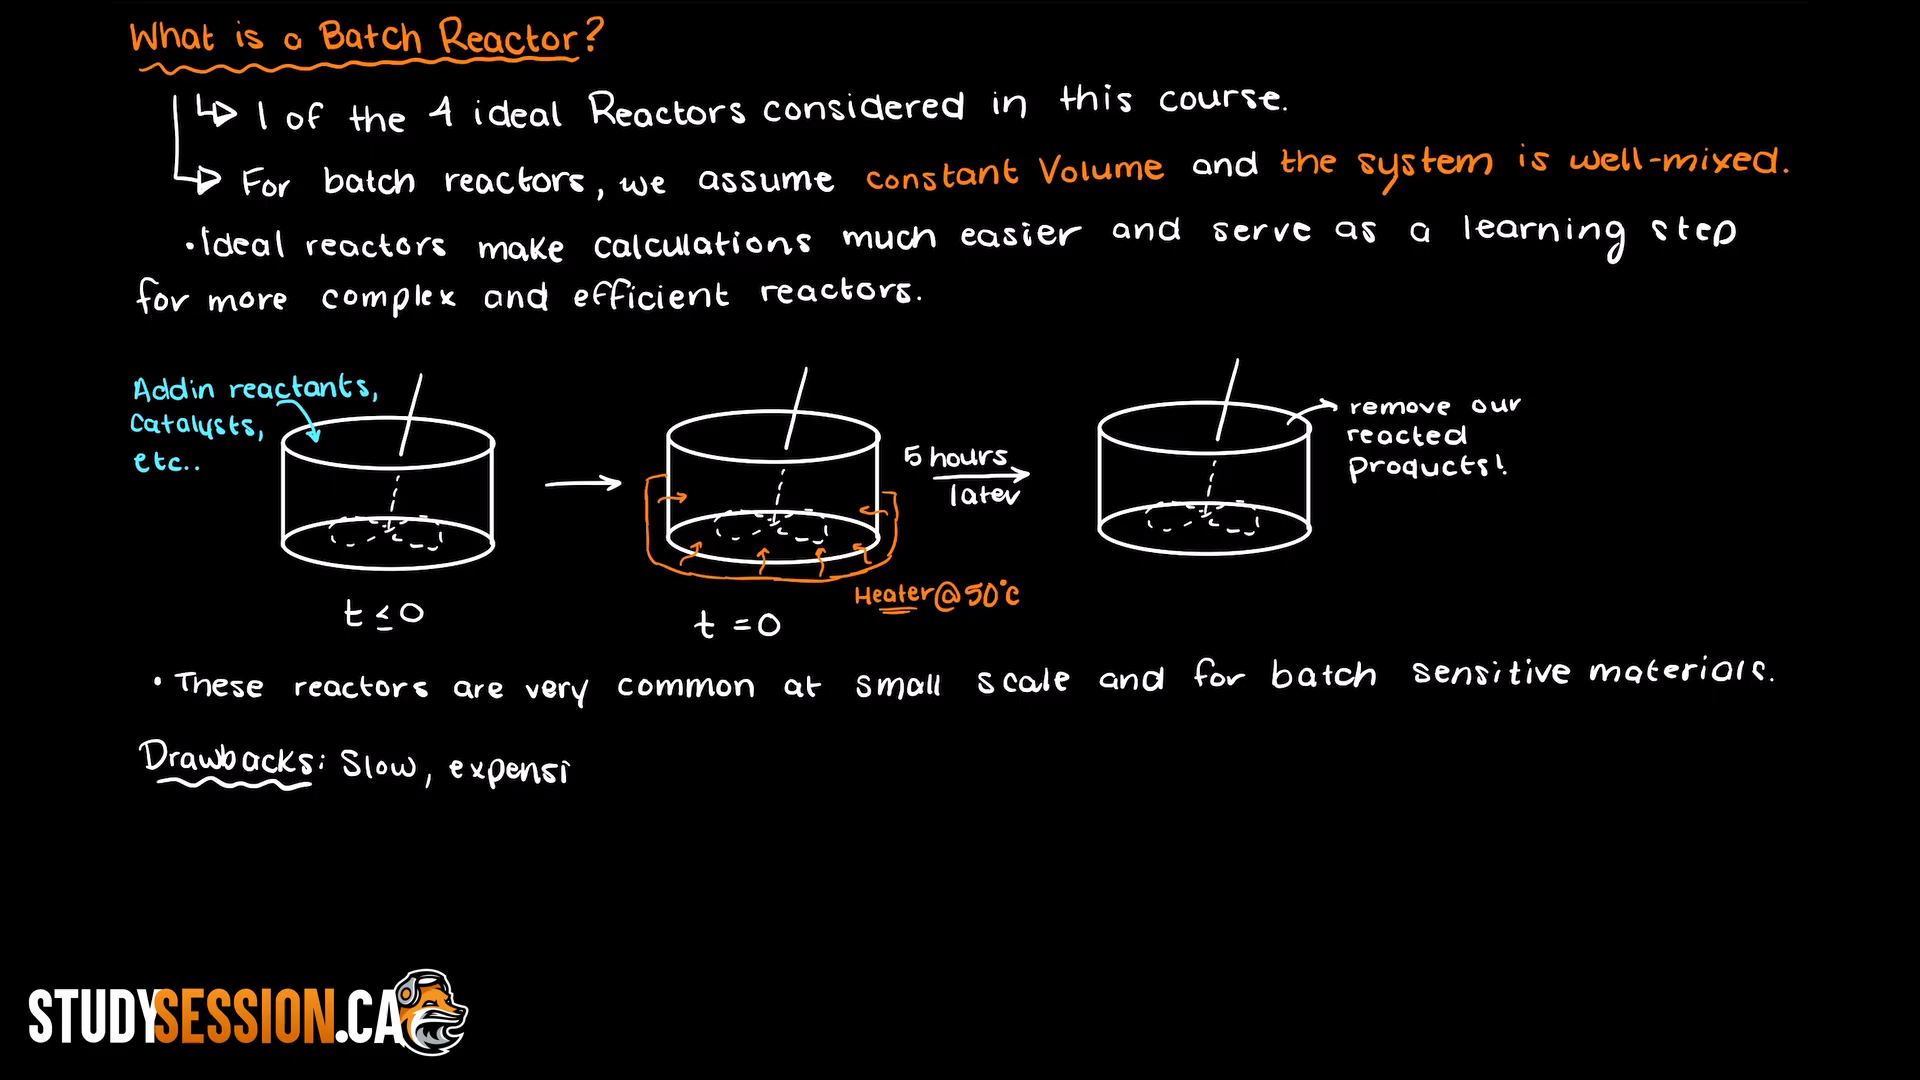 What is a Batch Reactor?
1 of the 4 ideal Reactors considered in this course.
For batch reactors, we assume constant Volume and the system is well-mixed.
• Ideal reactors make calculations much easier and serve as a learning step
for more complex and efficient reactors.
Addin reactants,
Catalysts,
etc..
t ≤ 0
Heater @ 50°C
t = 0
5 hours
later
remove our
reacted
products!
• These reactors are very common at small scale and for batch sensitive materials.
Drawbacks: Slow, expensi
STUDYSESSION.CA